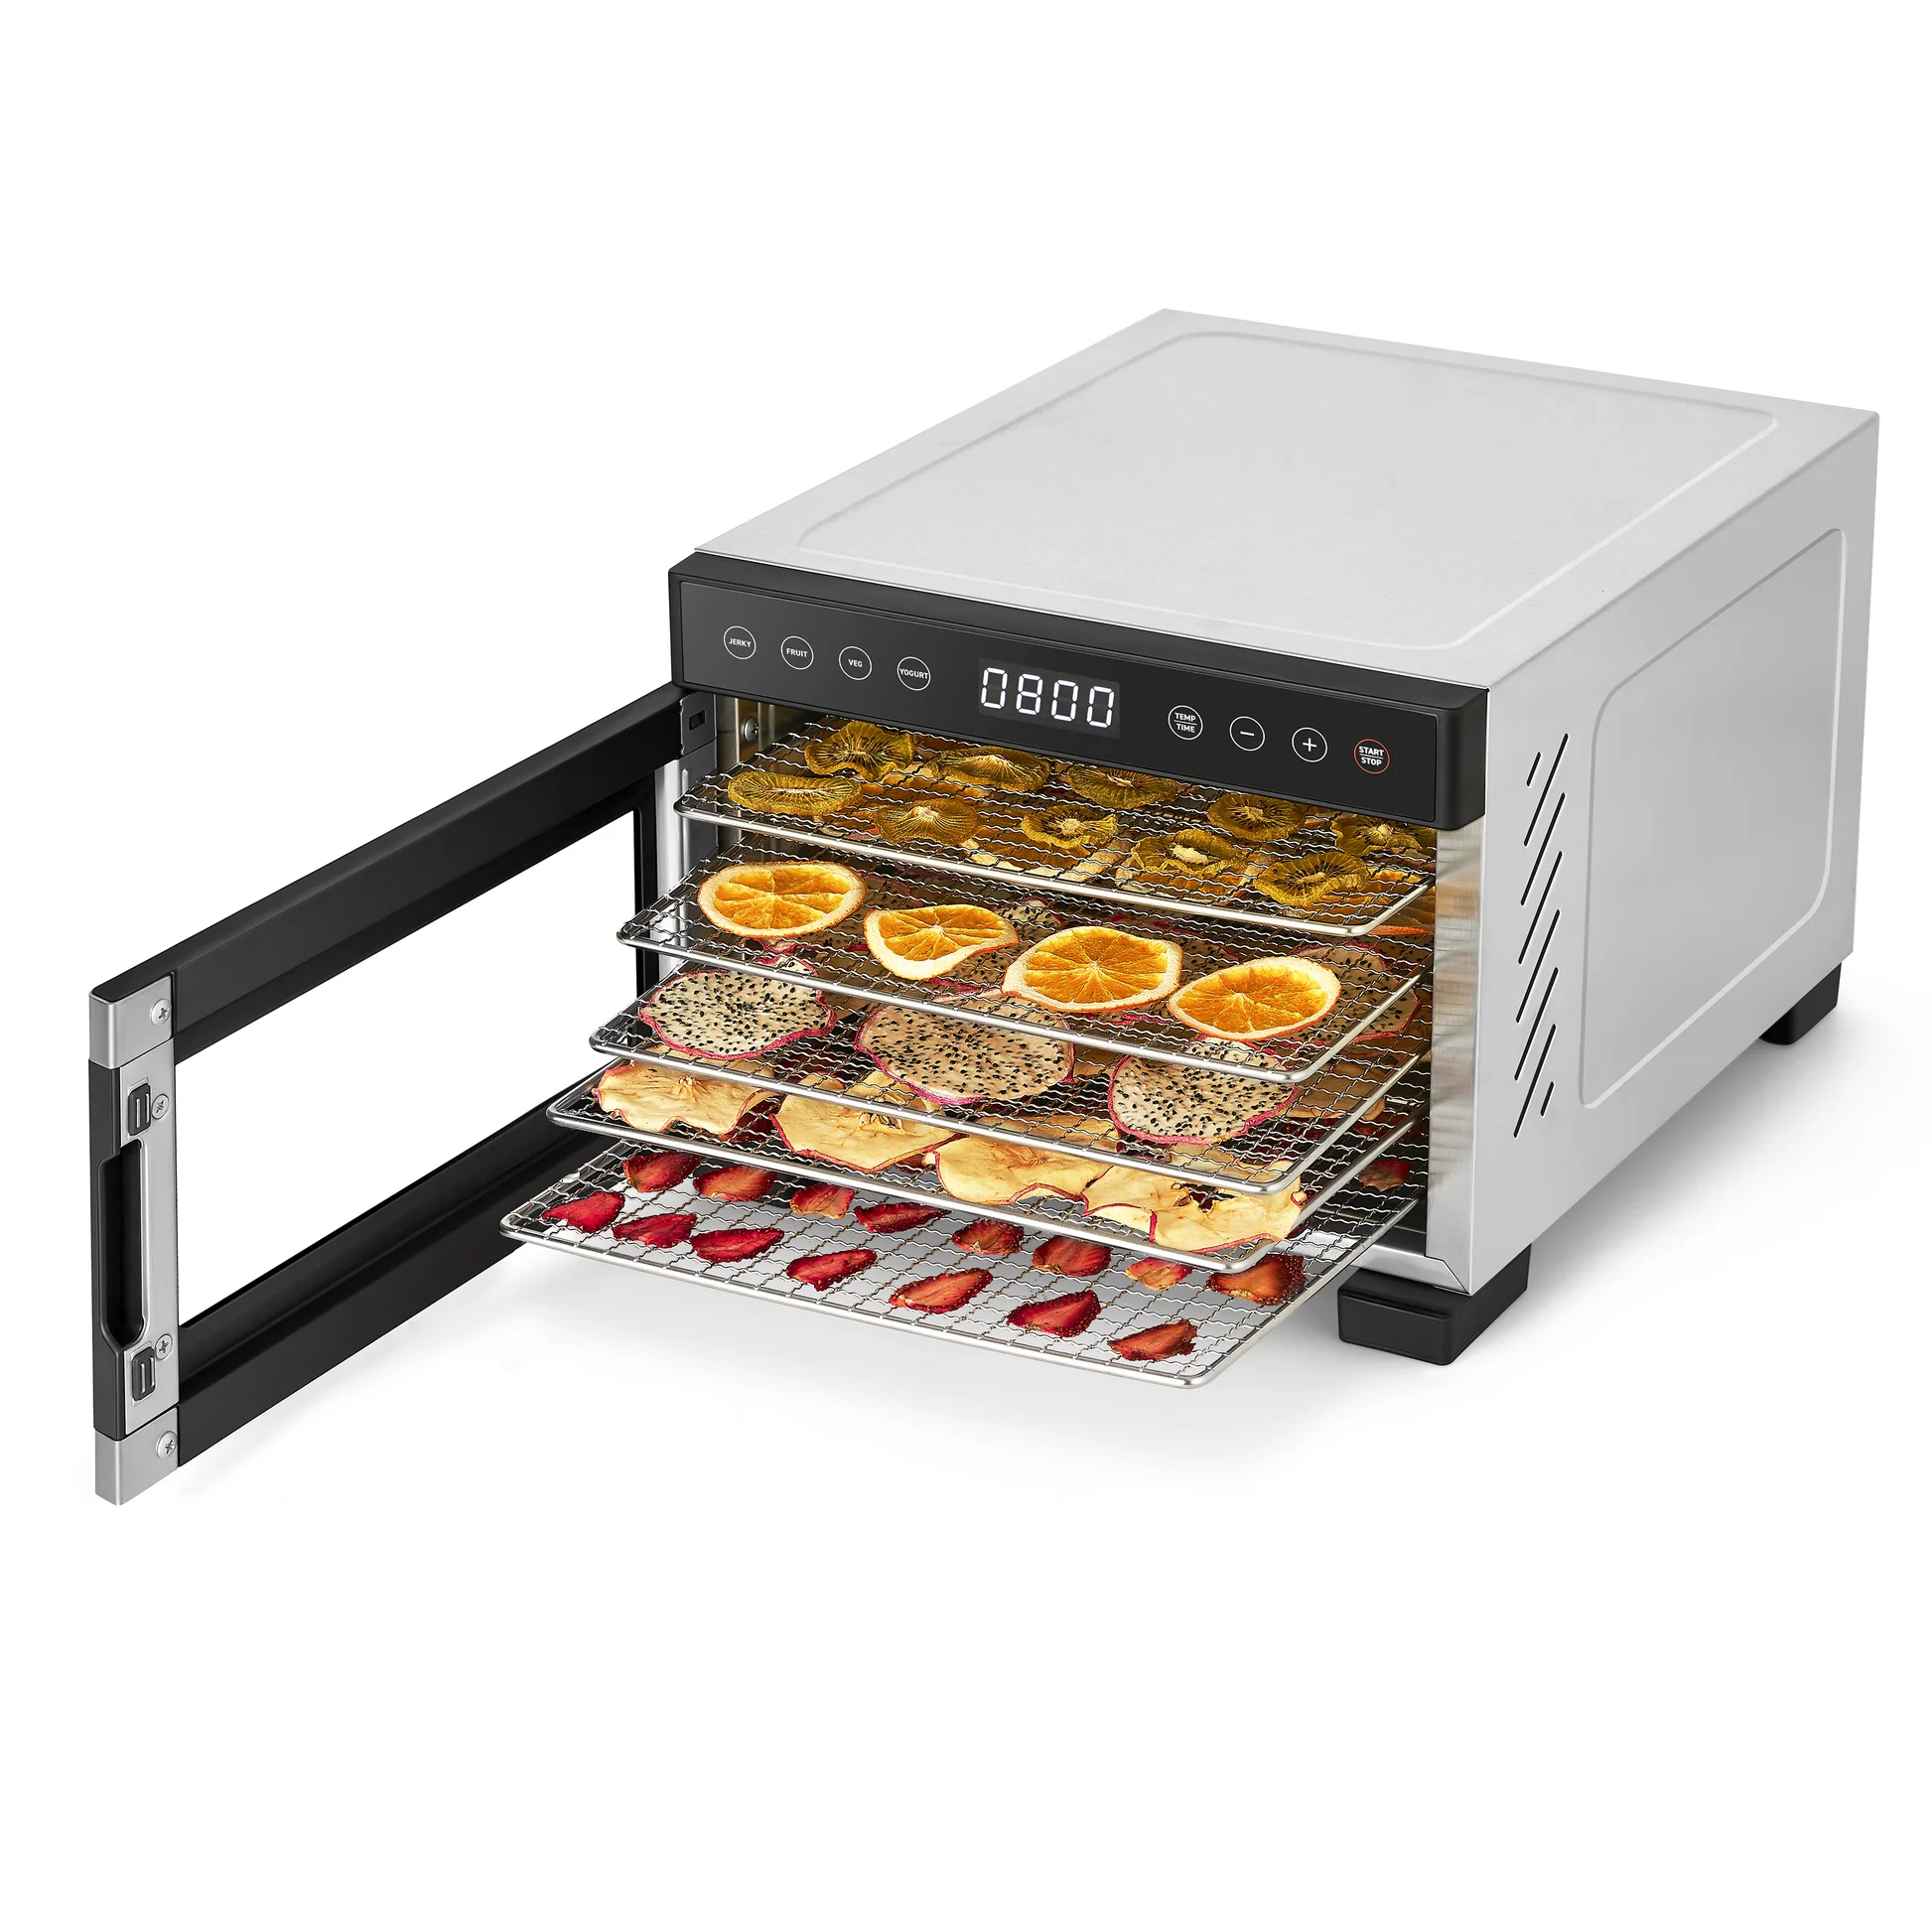 JERKY
FRUIT
VEG
YOGURT
0800
TEMP
TIME
−
+
START
STOP